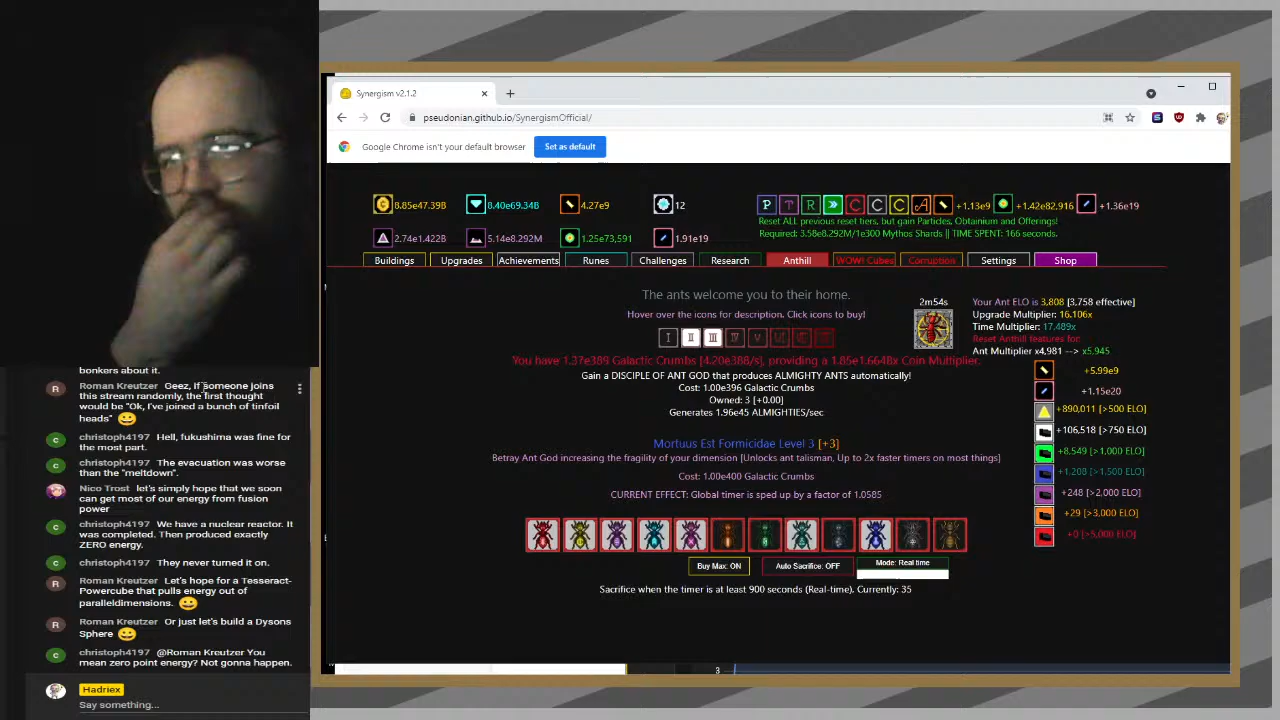 bonkers about it.
Roman Kreutzer Geez, If someone joins
this stream randomly, the first thought
would be "Ok, I've joined a bunch of tinfoil
heads" 😀
christoph4197 Hell, fukushima was fine for
the most part.
christoph4197 The evacuation was worse
than the "meltdown".
Nico Trost let's simply hope that we soon
can get most of our energy from fusion
power
christoph4197 We have a nuclear reactor. It
was completed. Then produced exactly
ZERO energy.
christoph4197 They never turned it on.
Roman Kreutzer Let's hope for a Tesseract-
Powercube that pulls energy out of
paralleldimensions. 😀
Roman Kreutzer Or just let's build a Dysons
Sphere 😀
christoph4197 @Roman Kreutzer You
mean zero point energy? Not gonna happen.
Hadriex
Say something...
Synergism v2.1.2
pseudonian.github.io/SynergismOfficial/
Google Chrome isn't your default browser Set as default
8.85e47.39B 8.40e69.34B 4.27e9 12 P T R C C C A +1.13e9 +1.42e82,916 +1.36e19
Reset ALL previous reset tiers, but gain Particles, Obtainium and Offerings!
Required: 3.58e8.292M/1e300 Mythos Shards || TIME SPENT: 166 seconds.
2.74e1.422B 5.14e8.292M 1.25e73,591 1.91e19
Buildings Upgrades Achievements Runes Challenges Research Anthill WOW! Cubes Corruption Settings Shop
The ants welcome you to their home.
Hover over the icons for description. Click icons to buy!
I II III IV V VI VII
You have 1.37e389 Galactic Crumbs [4.20e388/s], providing a 1.85e1.664B x Coin Multiplier.
Gain a DISCIPLE OF ANT GOD that produces ALMIGHTY ANTS automatically!
Cost: 1.00e396 Galactic Crumbs
Owned: 3 [+0.00]
Generates 1.96e45 ALMIGHTIES/sec
Mortuus Est Formicidae Level 3 [+3]
Betray Ant God increasing the fragility of your dimension [Unlocks ant talisman, Up to 2x faster timers on most things]
Cost: 1.00e400 Galactic Crumbs
CURRENT EFFECT: Global timer is sped up by a factor of 1.0585
Buy Max: ON Auto Sacrifice: OFF Mode: Real time
Sacrifice when the timer is at least 900 seconds (Real-time). Currently: 35
2m54s
Your Ant ELO is 3,808 [3,758 effective]
Upgrade Multiplier: 16.106x
Time Multiplier: 17.489x
Reset Anthill features for:
Ant Multiplier x4,981 --> x5,945
+5.99e9
+1.15e20
+890,011 [>500 ELO]
+106,518 [>750 ELO]
+8,549 [>1,000 ELO]
+1,208 [>1,500 ELO]
+248 [>2,000 ELO]
+29 [>3,000 ELO]
+0 [>5,000 ELO]
3